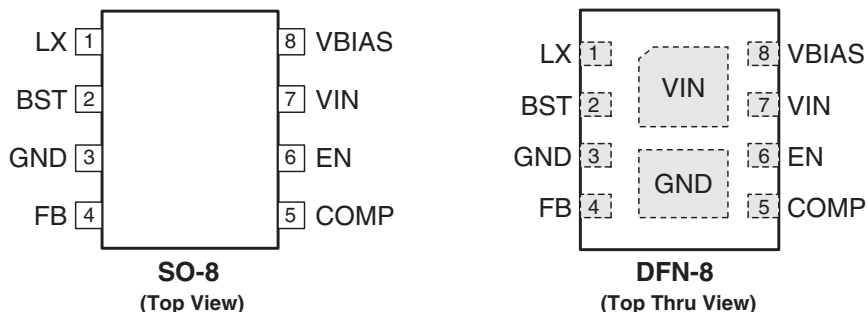 LX 1 8 VBIAS
BST 2 7 VIN
GND 3 6 EN
FB 4 5 COMP
SO-8
(Top View)
LX 1 8 VBIAS
VIN
BST 2 7 VIN
GND 3 6 EN
GND
FB 4 5 COMP
DFN-8
(Top Thru View)